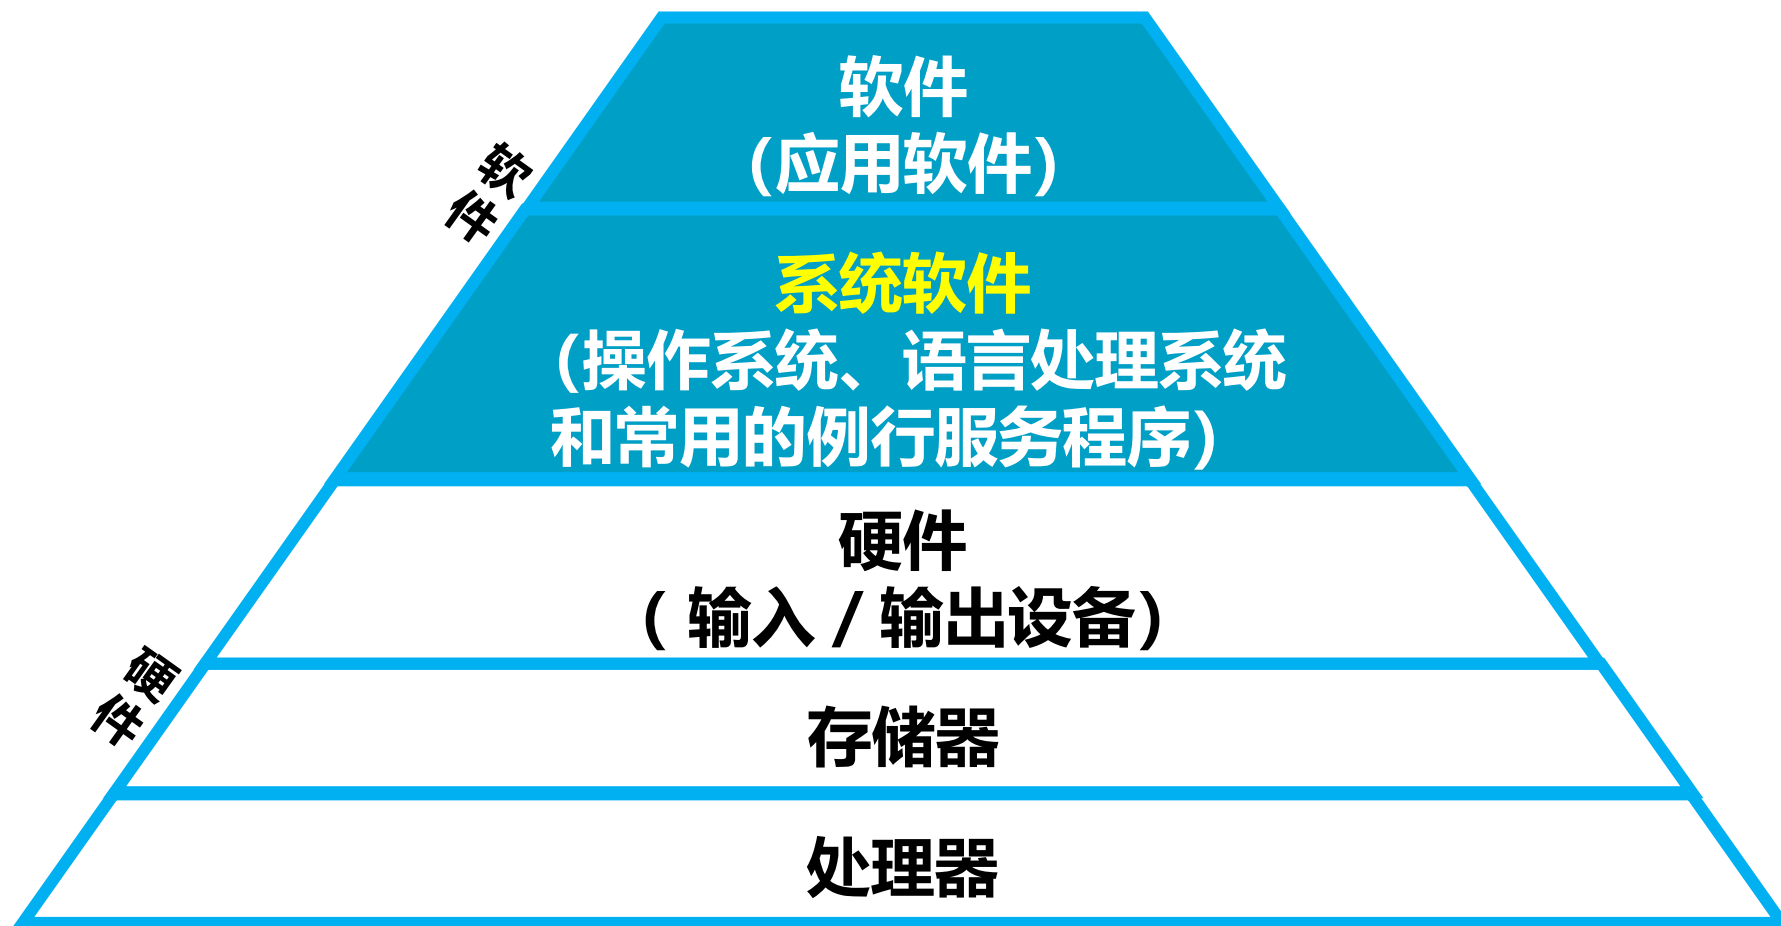 软件
(应用软件)
软件
系统软件
(操作系统、语言处理系统
和常用的例行服务程序)
硬件
( 输入 / 输出设备)
硬件
存储器
处理器